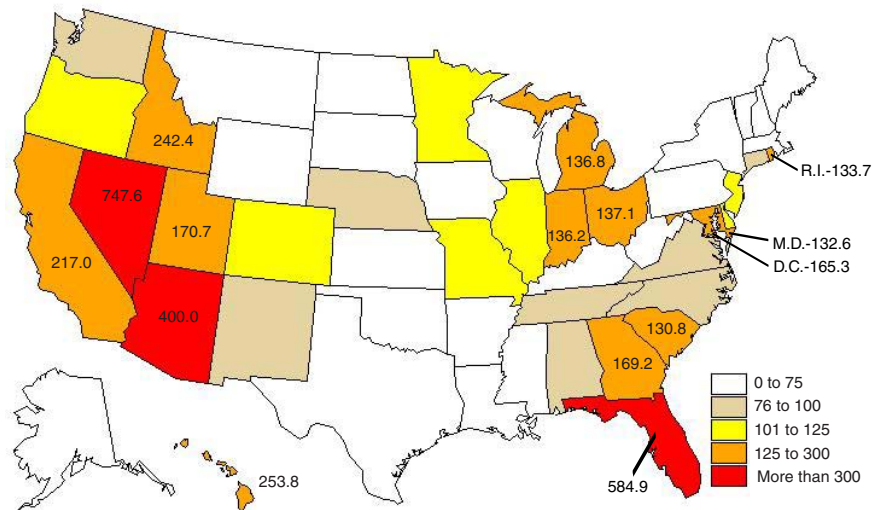 242.4
136.8
R.I.-133.7
747.6
137.1
136.2
170.7
M.D.-132.6
217.0
D.C.-165.3
400.0
130.8
169.2
0 to 75
76 to 100
101 to 125
125 to 300
More than 300
253.8
584.9